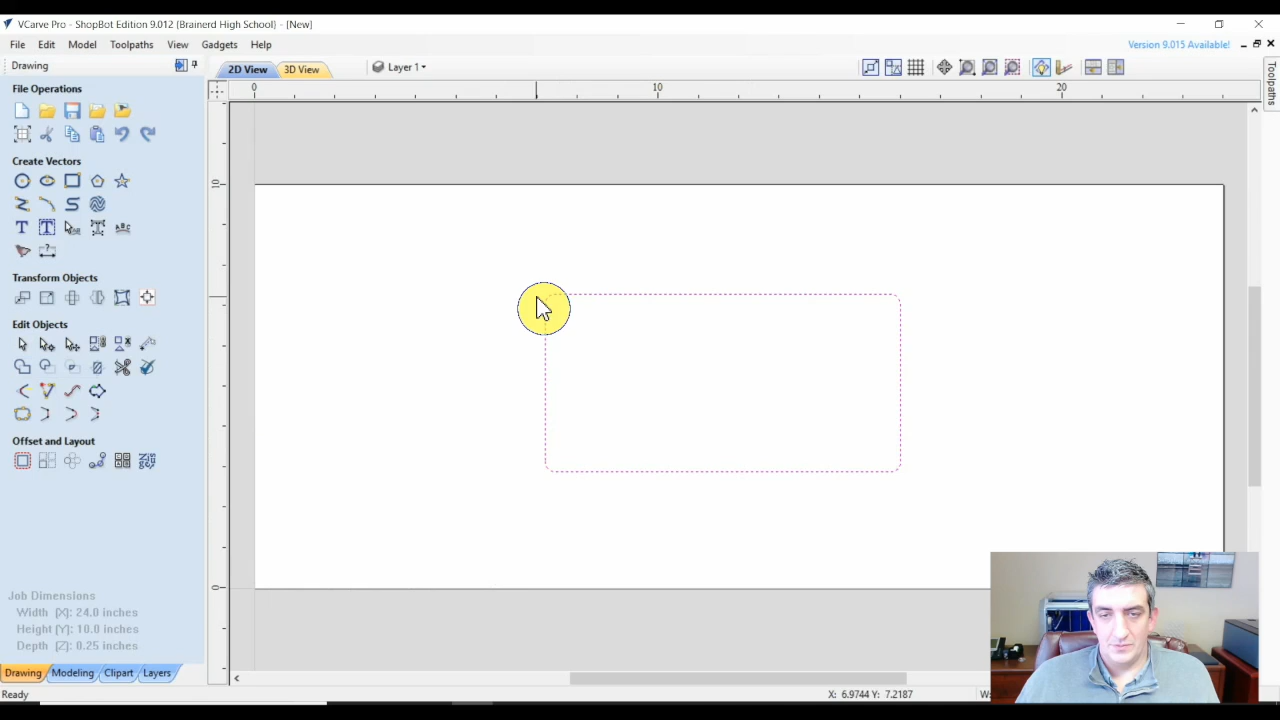 VCarve Pro - ShopBot Edition 9.012 {Brainerd High School} - [New]
File Edit Model Toolpaths View Gadgets Help
Version 9.015 Available!
Drawing
2D View
3D View
Layer 1
Toolpaths
0
10
20
10
0
File Operations
Create Vectors
Transform Objects
Edit Objects
Offset and Layout
Job Dimensions
Width [X]: 24.0 inches
Height [Y]: 10.0 inches
Depth [Z]: 0.25 inches
Drawing Modeling Clipart Layers
Ready
X: 6.9744 Y: 7.2187
W: